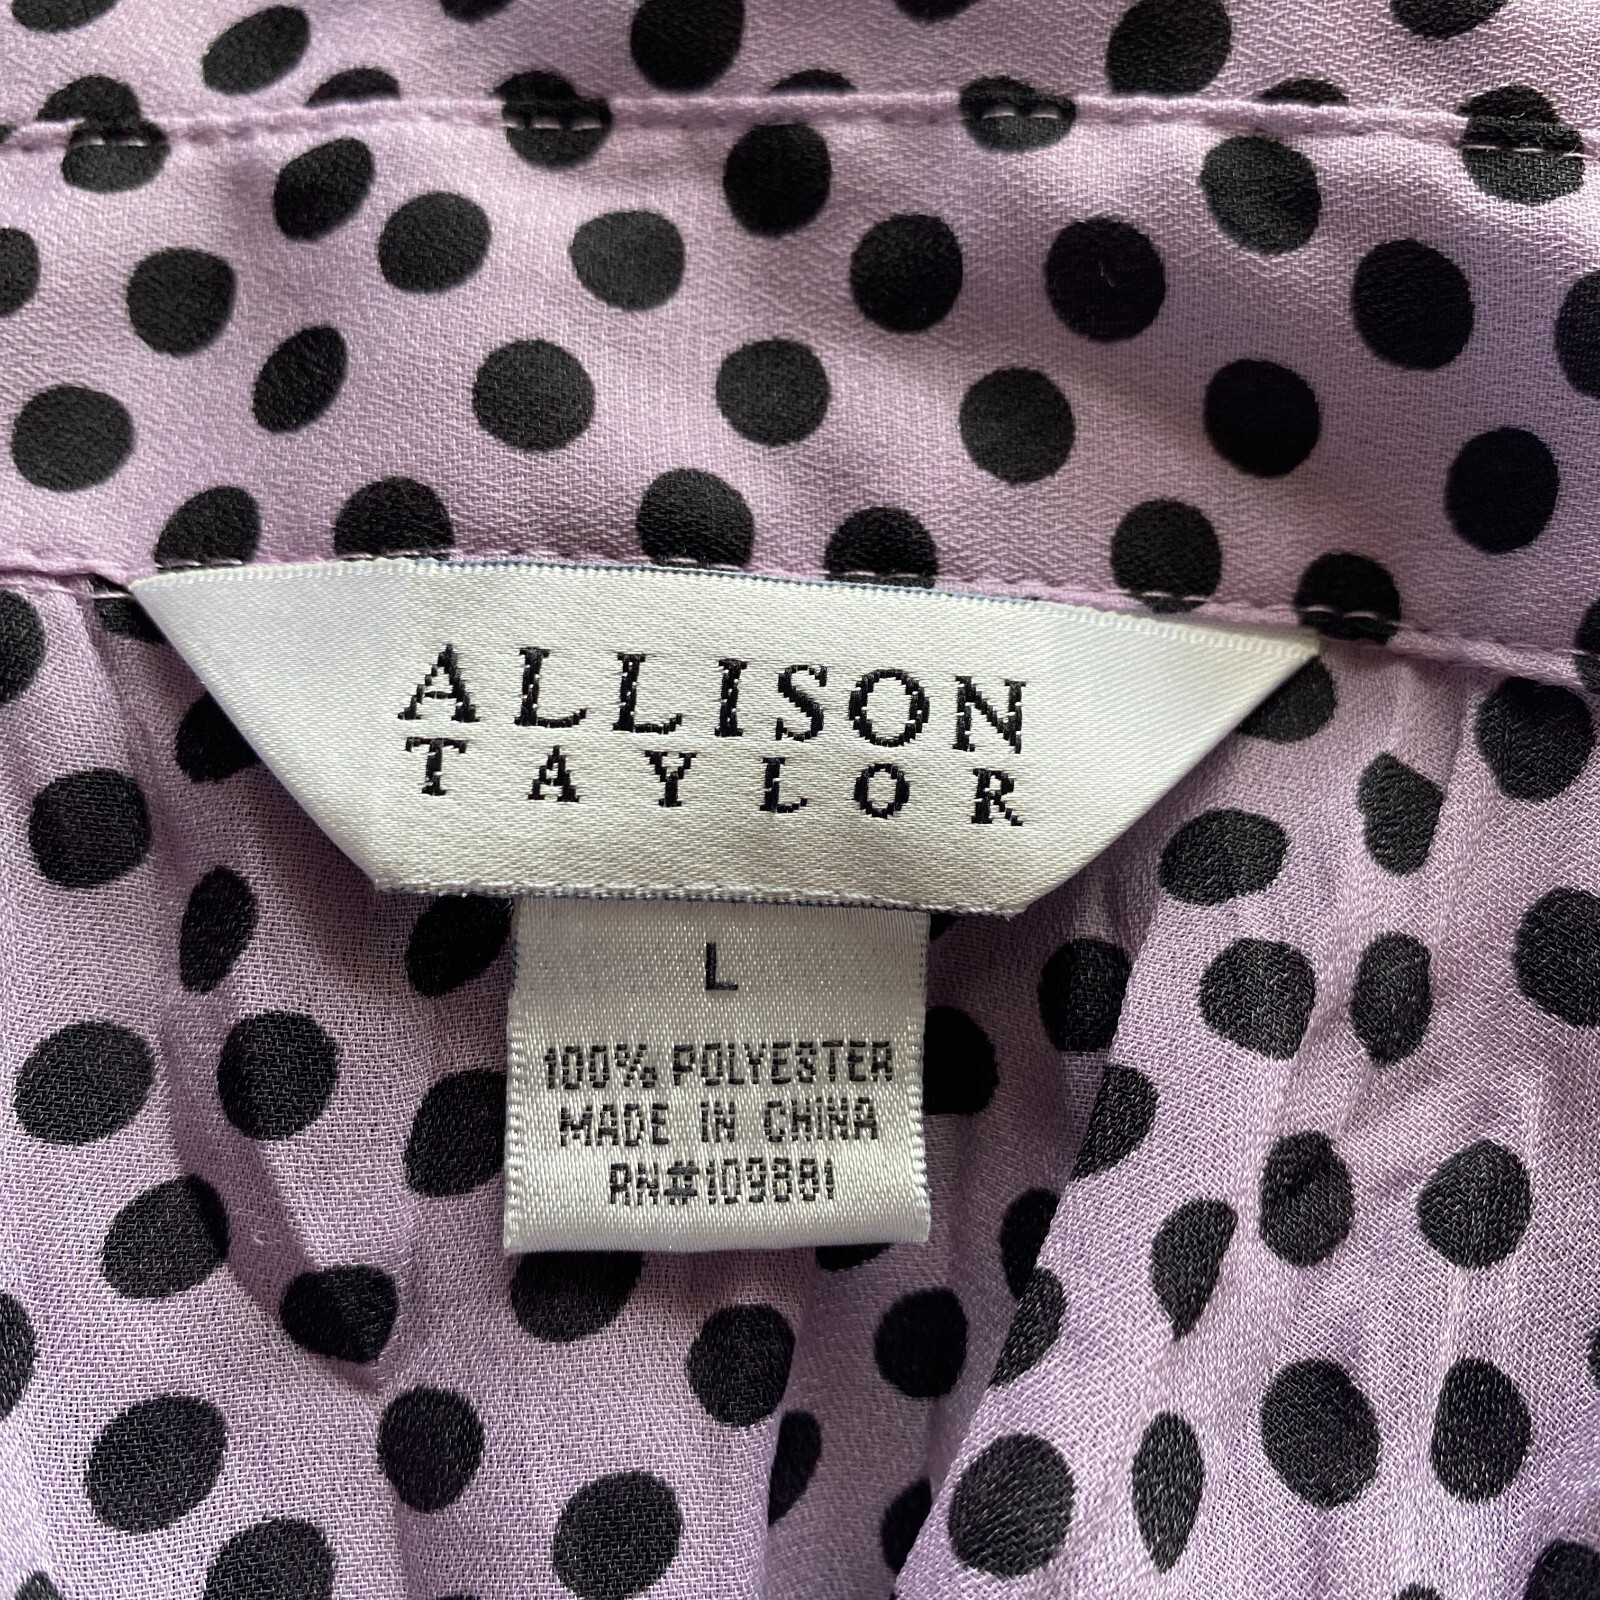 ALLISON
TAYLOR
L
100% POLYESTER
MADE IN CHINA
RN#109881